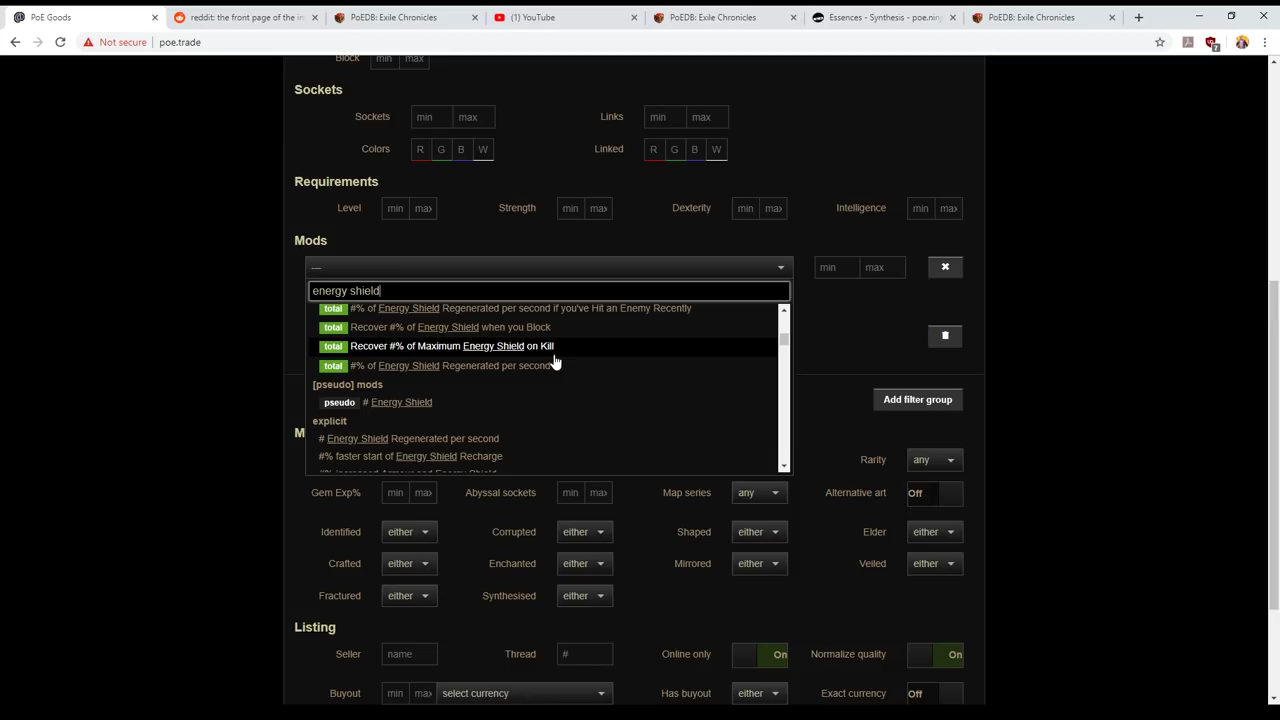 PoE Goods
reddit: the front page of the in
PoEDB: Exile Chronicles
(1) YouTube
PoEDB: Exile Chronicles
Essences - Synthesis - poe.ninj
PoEDB: Exile Chronicles
Not secure
poe.trade
Block min max
Sockets
Sockets min max Links min max
Colors R G B W Linked R G B W
Requirements
Level min max Strength min max Dexterity min max Intelligence min max
Mods
---
min max
energy shield
total #% of Energy Shield Regenerated per second if you've Hit an Enemy Recently
total Recover #% of Energy Shield when you Block
total Recover #% of Maximum Energy Shield on Kill
total #% of Energy Shield Regenerated per second
[pseudo] mods
pseudo # Energy Shield
Add filter group
explicit
M
# Energy Shield Regenerated per second
#% faster start of Energy Shield Recharge
Rarity any
#% increased Armour and Energy Shield
Gem Exp% min max Abyssal sockets min max Map series any Alternative art Off
Identified either Corrupted either Shaped either Elder either
Crafted either Enchanted either Mirrored either Veiled either
Fractured either Synthesised either
Listing
Seller name Thread # Online only On Normalize quality On
Buyout min max select currency Has buyout either Exact currency Off